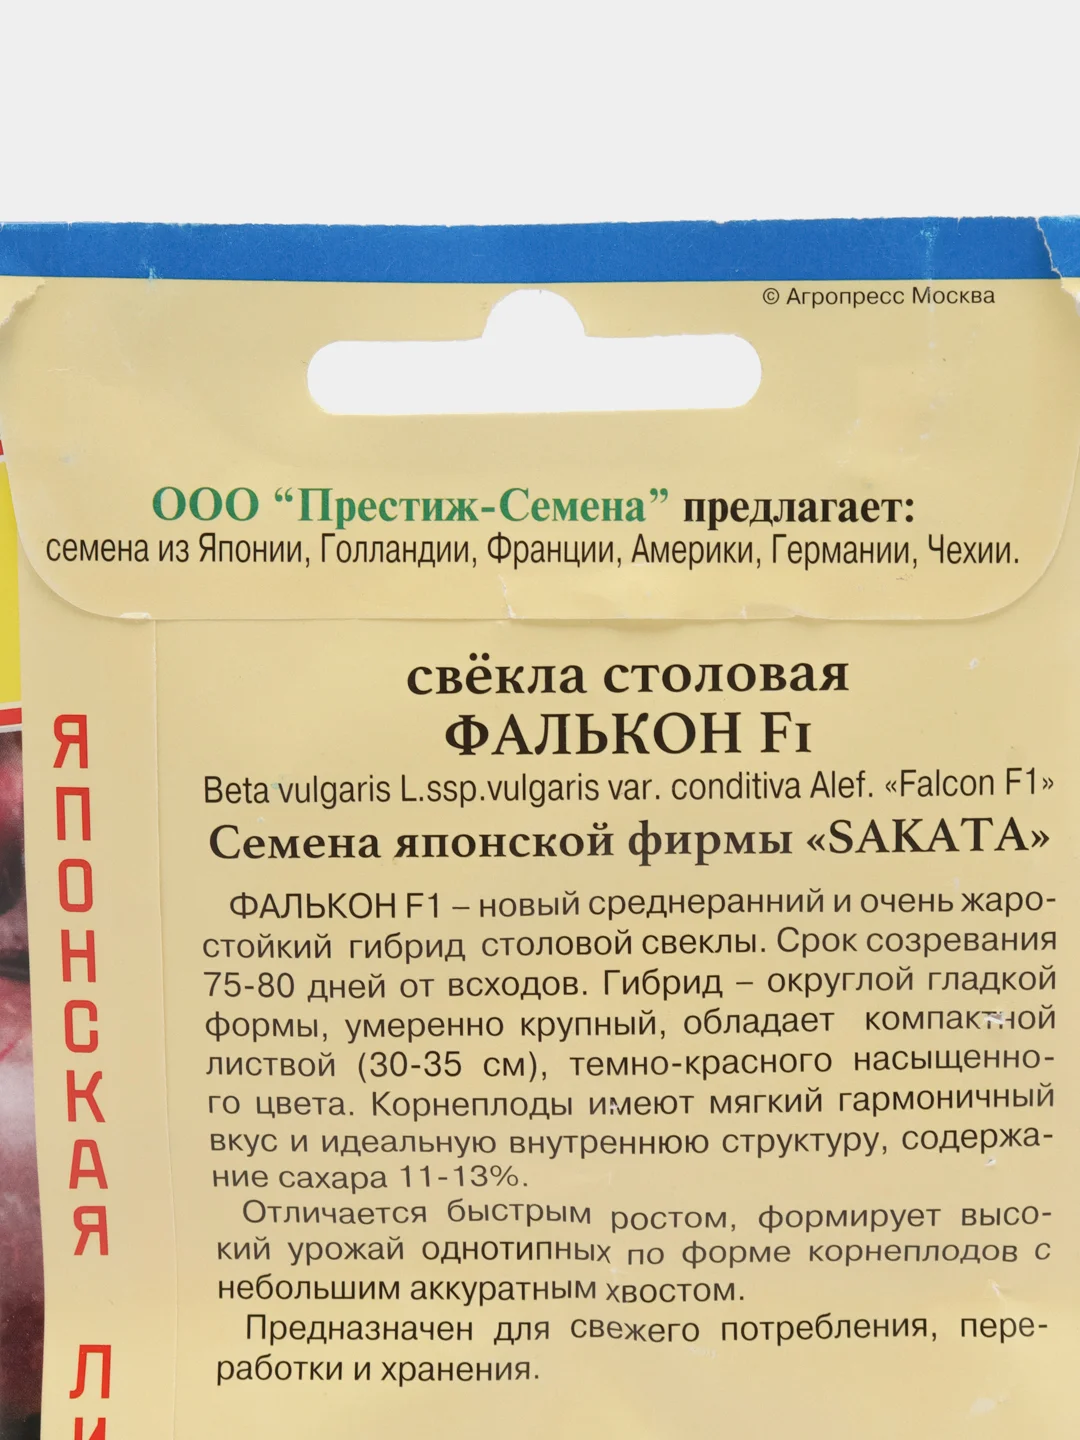 © Агропресс Москва
ООО “Престиж-Семена” предлагает:
семена из Японии, Голландии, Франции, Америки, Германии, Чехии.
свёкла столовая
ФАЛЬКОН F1
Beta vulgaris L.ssp.vulgaris var. conditiva Alef. «Falcon F1»
Семена японской фирмы «SAKATA»
ФАЛЬКОН F1 – новый среднеранний и очень жаро-
стойкий гибрид столовой свеклы. Срок созревания
75-80 дней от всходов. Гибрид – округлой гладкой
формы, умеренно крупный, обладает компактной
листвой (30-35 см), темно-красного насыщенно-
го цвета. Корнеплоды имеют мягкий гармоничный
вкус и идеальную внутреннюю структуру, содержа-
ние сахара 11-13%.
Отличается быстрым ростом, формирует высо-
кий урожай однотипных по форме корнеплодов с
небольшим аккуратным хвостом.
Предназначен для свежего потребления, пере-
работки и хранения.
ЯПОНСКАЯ ЛИ